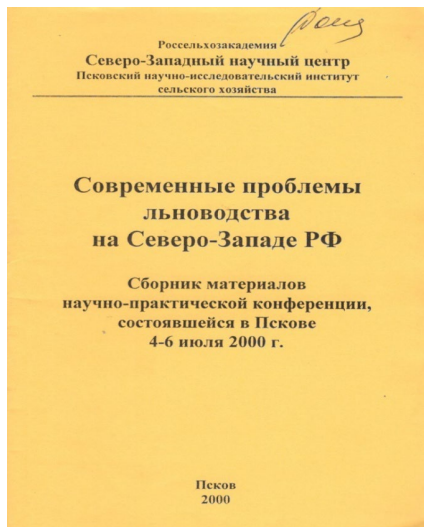 Россельхозакадемия
Северо-Западный научный центр
Псковский научно-исследовательский институт
сельского хозяйства
Современные проблемы
льноводства
на Северо-Западе РФ
Сборник материалов
научно-практической конференции,
состоявшейся в Пскове
4-6 июля 2000 г.
Псков
2000